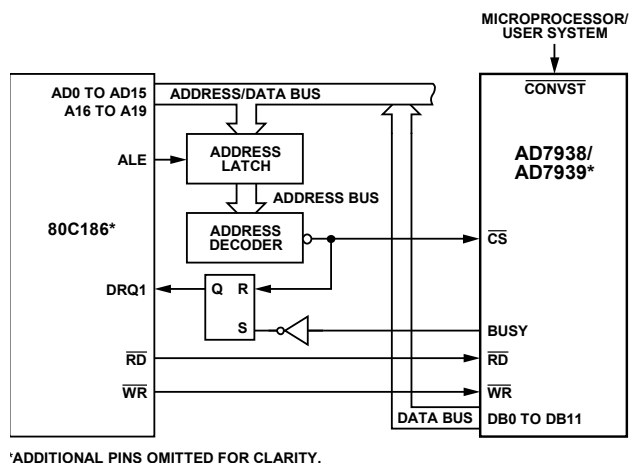 MICROPROCESSOR/
USER SYSTEM
AD0 TO AD15
A16 TO A19
ADDRESS/DATA BUS
CONVST
ALE
ADDRESS
LATCH
AD7938/
AD7939*
ADDRESS BUS
80C186*
ADDRESS
DECODER
CS
DRQ1
Q R
S
BUSY
RD
RD
WR
WR
DATA BUS
DB0 TO DB11
*ADDITIONAL PINS OMITTED FOR CLARITY.